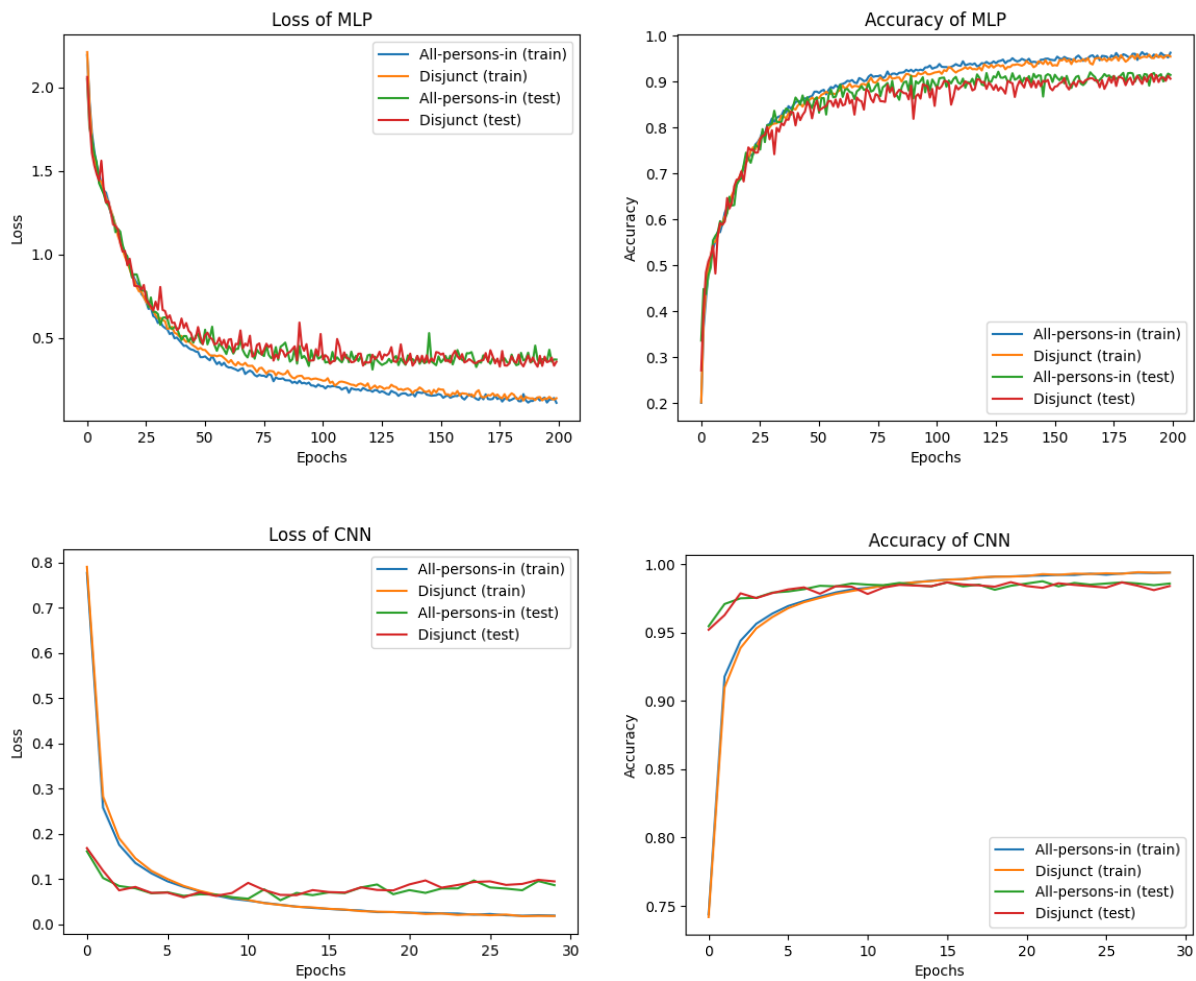 Loss of MLP
2.0
1.5
1.0
0.5
Loss
0
25
50
75
100
125
150
175
200
Epochs
All-persons-in (train)
Disjunct (train)
All-persons-in (test)
Disjunct (test)
Accuracy of MLP
1.0
0.9
0.8
0.7
0.6
0.5
0.4
0.3
0.2
Accuracy
0
25
50
75
100
125
150
175
200
Epochs
All-persons-in (train)
Disjunct (train)
All-persons-in (test)
Disjunct (test)
Loss of CNN
0.8
0.7
0.6
0.5
0.4
0.3
0.2
0.1
0.0
Loss
0
5
10
15
20
25
30
Epochs
All-persons-in (train)
Disjunct (train)
All-persons-in (test)
Disjunct (test)
Accuracy of CNN
1.00
0.95
0.90
0.85
0.80
0.75
Accuracy
0
5
10
15
20
25
30
Epochs
All-persons-in (train)
Disjunct (train)
All-persons-in (test)
Disjunct (test)